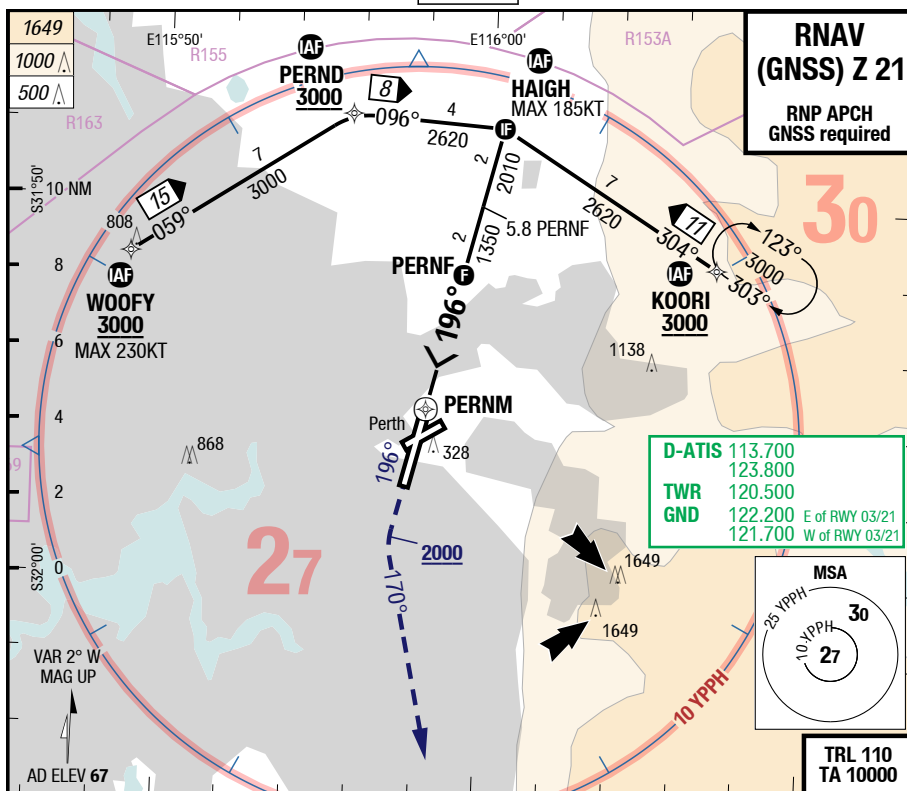 1649
1000
500
E115°50'
R155
E116°00'
R153A
RNAV
(GNSS) Z 21
RNP APCH
GNSS required
IAF
PERND
3000
IAF
HAIGH
MAX 185KT
R163
8
096°
4
2620
IF
S31°50'
10 NM
15
059°
7
3000
808
2
2010
7
2620
30
5.8 PERNF
11
304°
123°
3000
303°
8
IAF
WOOFY
3000
MAX 230KT
PERNF
F
2
1350
IAF
KOORI
3000
196°
6
1138
4
PERNM
Perth
328
868
69
196°
2
D-ATIS 113.700
123.800
TWR 120.500
GND 122.200 E of RWY 03/21
121.700 W of RWY 03/21
27
2000
S32°00'
0
170°
1649
1649
MSA
25 YPPH
30
10 YPPH
27
VAR 2° W
MAG UP
10 YPPH
AD ELEV 67
TRL 110
TA 10000